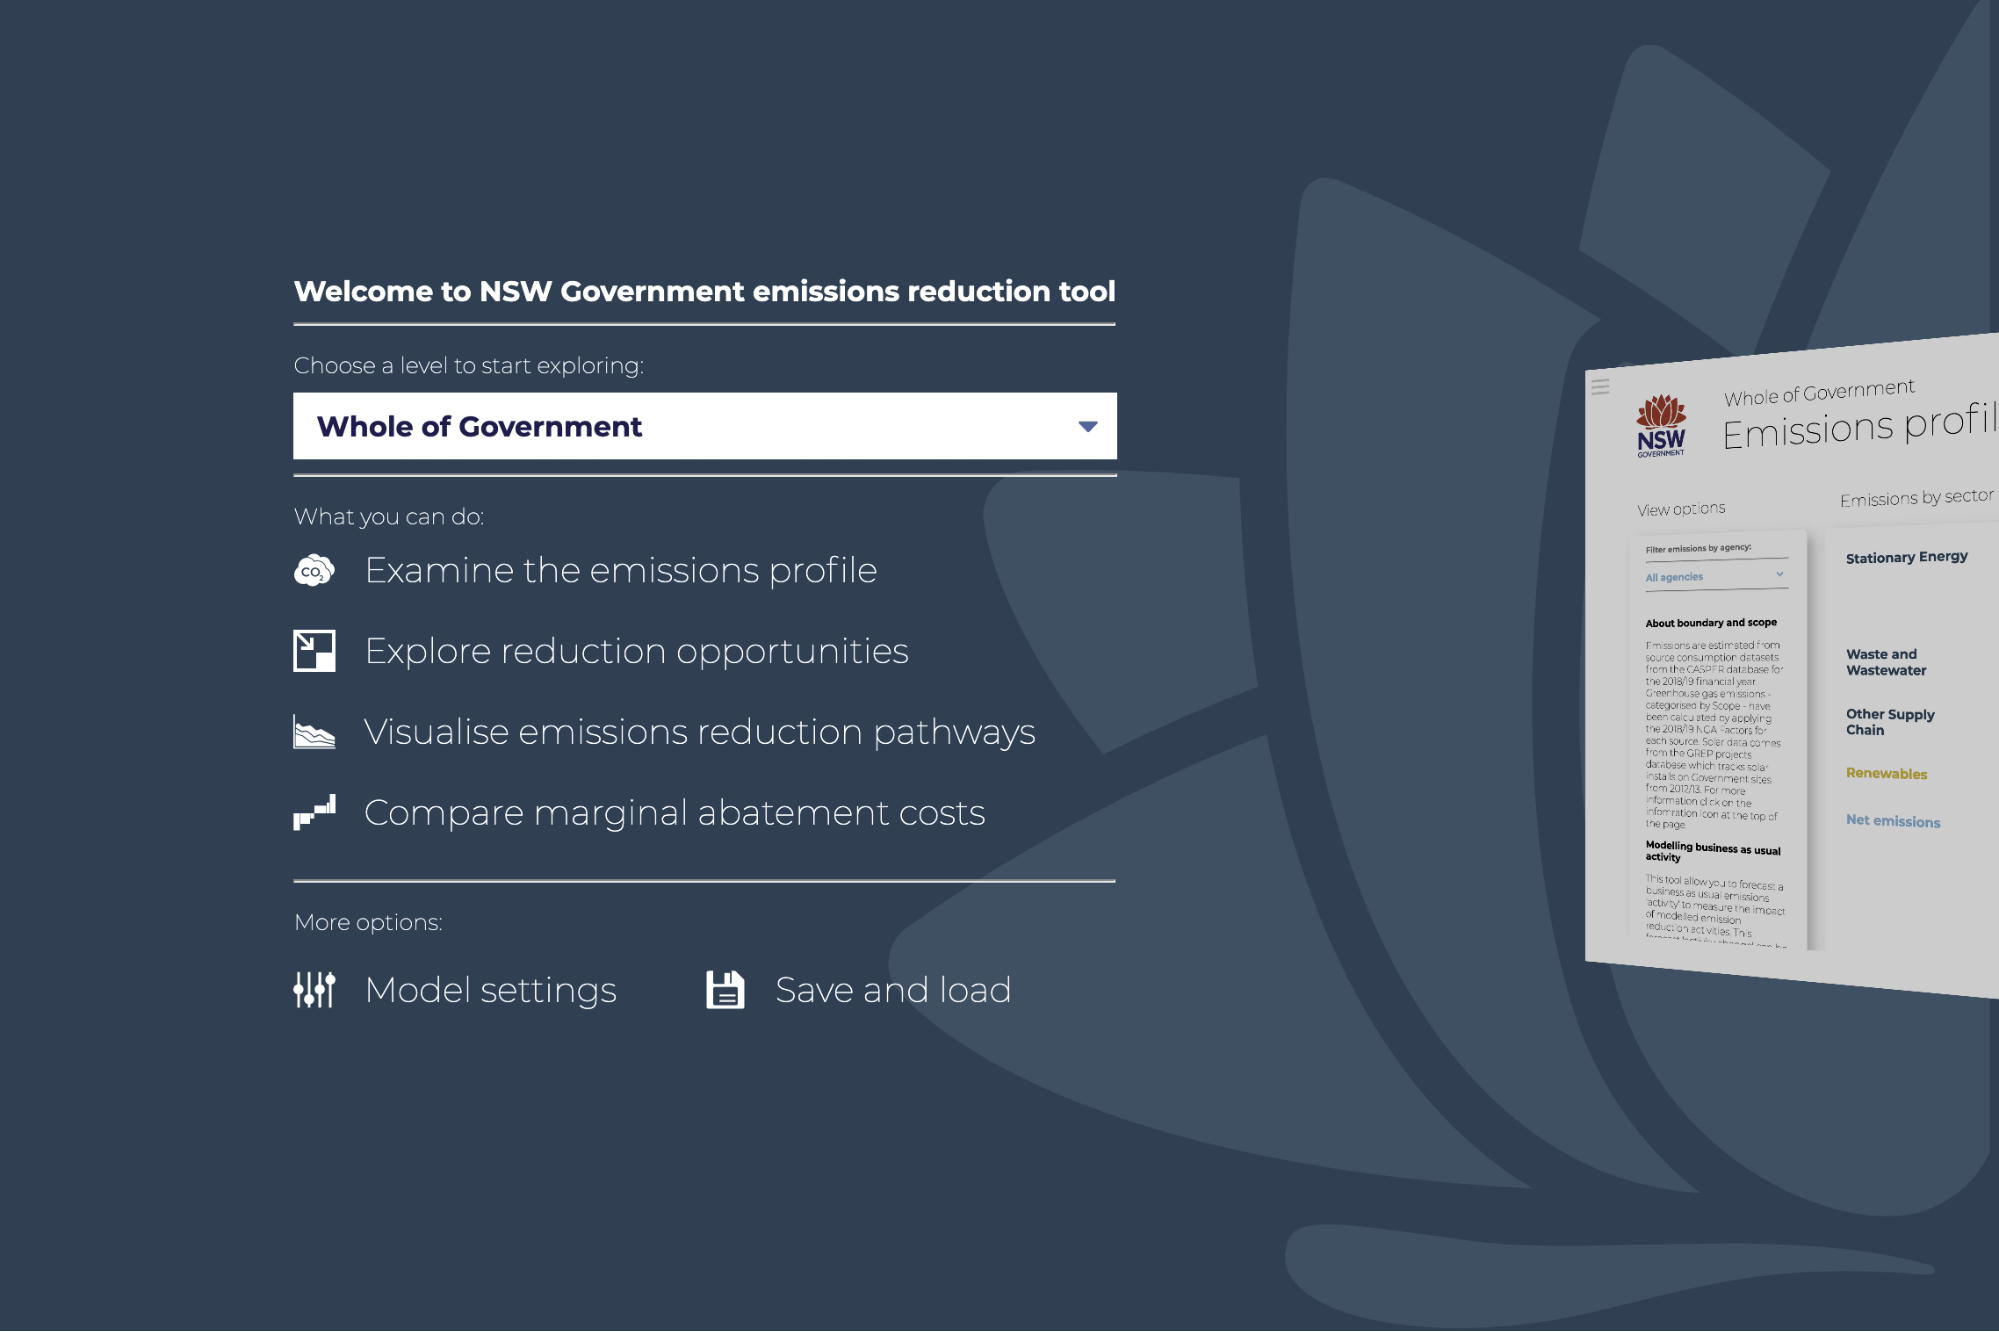 Welcome to NSW Government emissions reduction tool
Choose a level to start exploring:
Whole of Government
What you can do:
CO2
Examine the emissions profile
Explore reduction opportunities
Visualise emissions reduction pathways
Compare marginal abatement costs
More options:
Model settings
Save and load
NSW
GOVERNMENT
Whole of Government
Emissions profil
View options
Filter emissions by agency:
All agencies
About boundary and scope
Emissions are estimated from
source consumption datasets
from the CASPER database for
the 2018/19 financial year.
Greenhouse gas emissions -
categorised by Scope - have
been calculated by applying
the 2018/19 NGA Factors for
each source. Solar data comes
from the GREP projects
database which tracks solar
installs on Government sites
from 2012/13. For more
information click on the
infomration icon at the top of
the page.
Modelling business as usual
activity
This tool allow you to forecast a
business as usual emissions
'activity' to measure the impact
of modelled emission
reduction activities. This
Emissions by sector
Stationary Energy
Waste and
Wastewater
Other Supply
Chain
Renewables
Net emissions